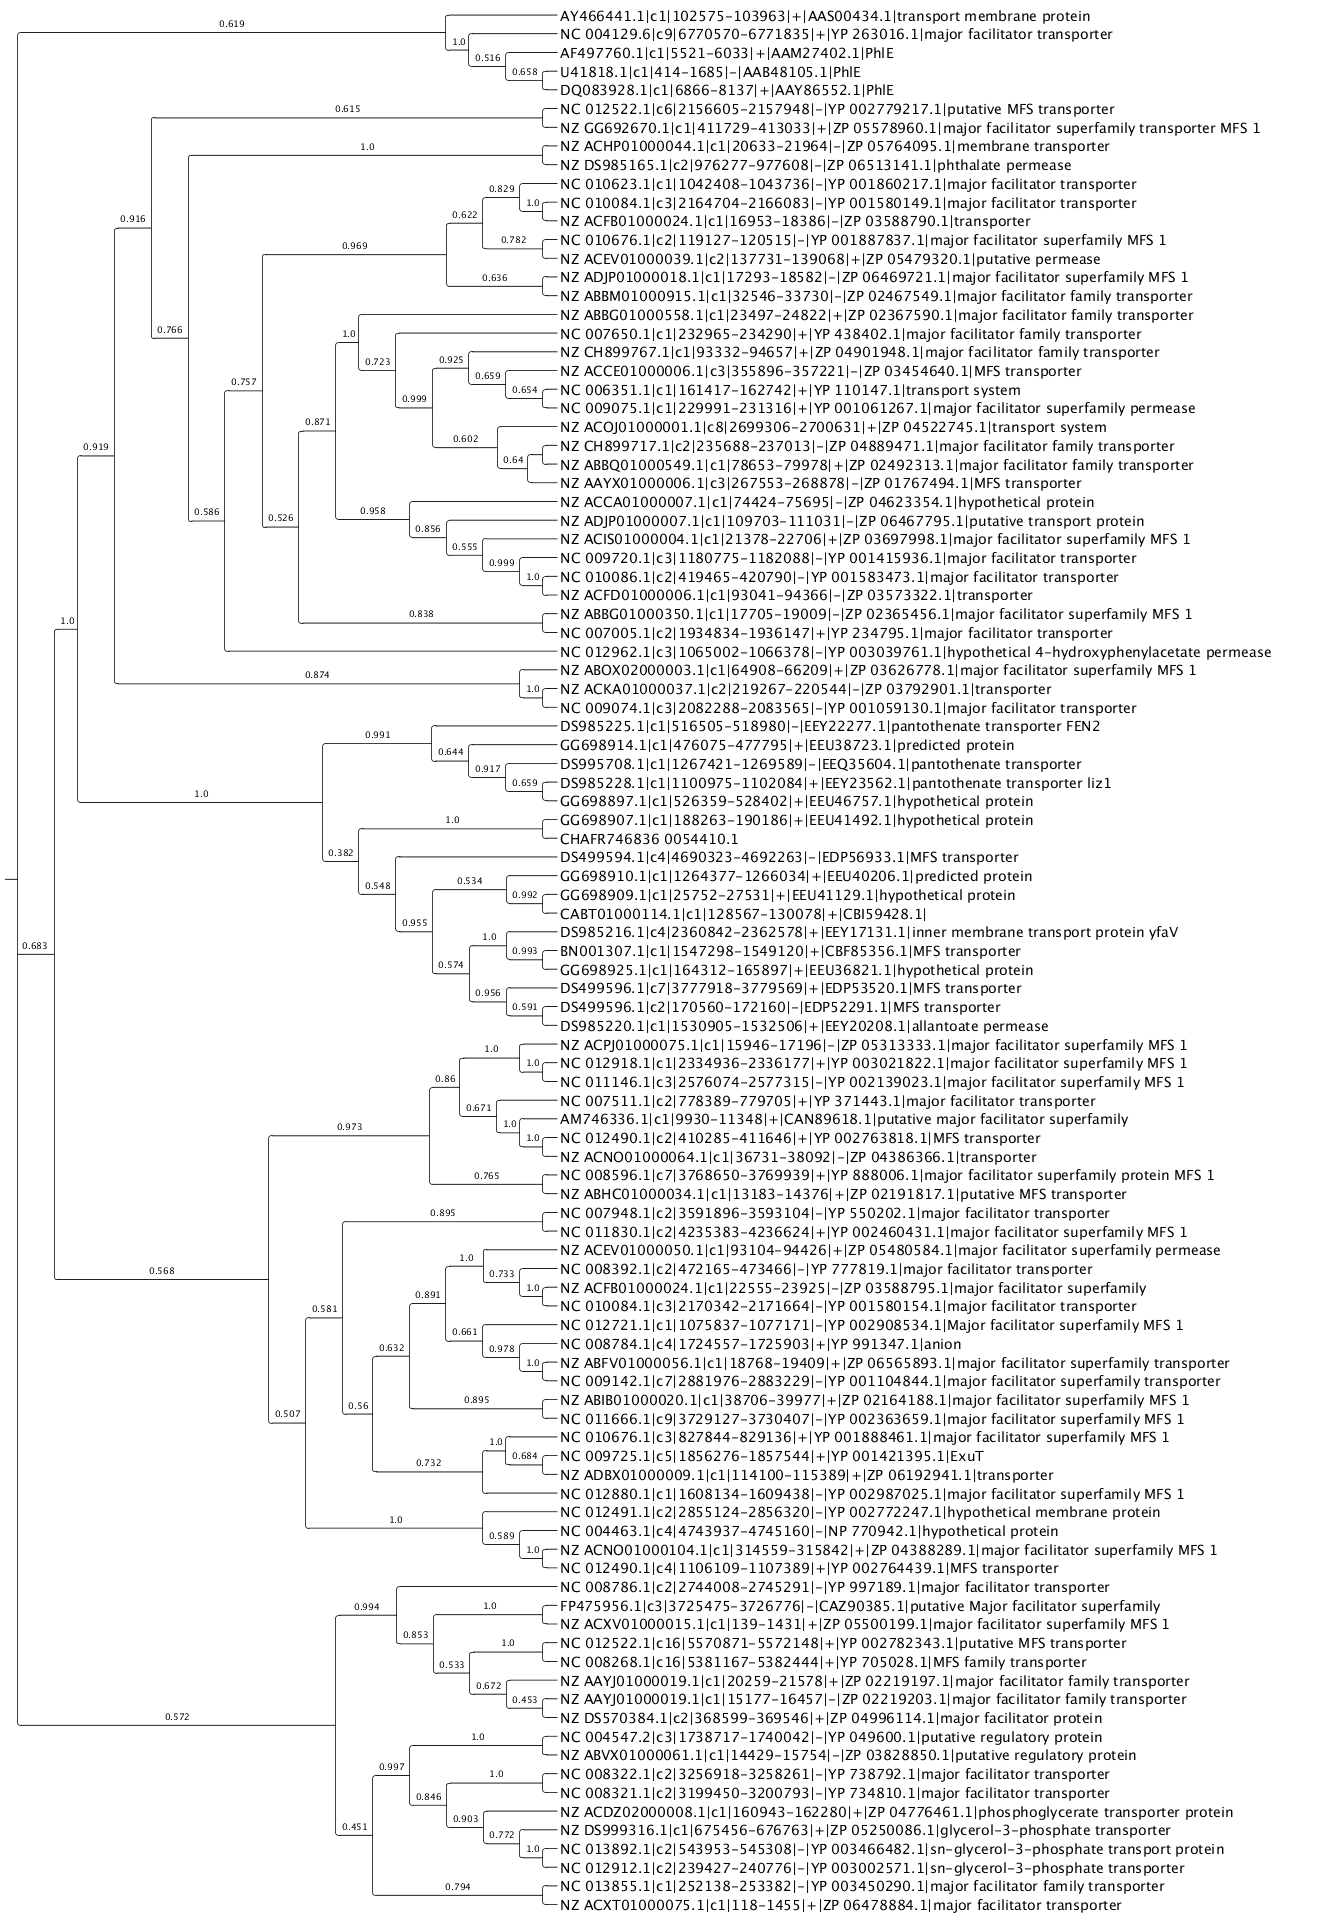 AY466441.1|c1|102575-103963|+|AAS00434.1|transport membrane protein
0.619
NC 004129.6|c9|6770570-6771835|+|YP 263016.1|major facilitator transporter
1.0
AF497760.1|c1|5521-6033|+|AAM27402.1|PhlE
0.516
U41818.1|c1|414-1685|-|AAB48105.1|PhlE
0.658
DQ083928.1|c1|6866-8137|+|AAY86552.1|PhlE
NC 012522.1|c6|2156605-2157948|-|YP 002779217.1|putative MFS transporter
0.615
NZ GG692670.1|c1|411729-413033|+|ZP 05578960.1|major facilitator superfamily transporter MFS 1
NZ ACHP01000044.1|c1|20633-21964|-|ZP 05764095.1|membrane transporter
1.0
NZ DS985165.1|c2|976277-977608|-|ZP 06513141.1|phthalate permease
NC 010623.1|c1|1042408-1043736|-|YP 001860217.1|major facilitator transporter
0.829
NC 010084.1|c3|2164704-2166083|-|YP 001580149.1|major facilitator transporter
1.0
NZ ACFB01000024.1|c1|16953-18386|-|ZP 03588790.1|transporter
0.916
0.622
NC 010676.1|c2|119127-120515|-|YP 001887837.1|major facilitator superfamily MFS 1
0.782
NZ ACEV01000039.1|c2|137731-139068|+|ZP 05479320.1|putative permease
0.969
NZ ADJP01000018.1|c1|17293-18582|-|ZP 06469721.1|major facilitator superfamily MFS 1
0.636
NZ ABBM01000915.1|c1|32546-33730|-|ZP 02467549.1|major facilitator family transporter
NZ ABBG01000558.1|c1|23497-24822|+|ZP 02367590.1|major facilitator family transporter
0.766
1.0
NC 007650.1|c1|232965-234290|+|YP 438402.1|major facilitator family transporter
NZ CH899767.1|c1|93332-94657|+|ZP 04901948.1|major facilitator family transporter
0.723
0.925
NZ ACCE01000006.1|c3|355896-357221|-|ZP 03454640.1|MFS transporter
0.659
0.757
NC 006351.1|c1|161417-162742|+|YP 110147.1|transport system
0.654
0.999
NC 009075.1|c1|229991-231316|+|YP 001061267.1|major facilitator superfamily permease
NZ ACQJ01000001.1|c8|2699306-2700631|+|ZP 04522745.1|transport system
0.871
0.602
NZ CH899717.1|c2|235688-237013|-|ZP 04889471.1|major facilitator family transporter
0.919
0.64
NZ ABBQ01000549.1|c1|78653-79978|+|ZP 02492313.1|major facilitator family transporter
NZ AAYX01000006.1|c3|267553-268878|-|ZP 01767494.1|MFS transporter
NZ ACCA01000007.1|c1|74424-75695|-|ZP 04623354.1|hypothetical protein
0.586
0.526
0.958
NZ ADJP01000007.1|c1|109703-111031|-|ZP 06467795.1|putative transport protein
0.856
NZ ACIS01000004.1|c1|21378-22706|+|ZP 03697998.1|major facilitator superfamily MFS 1
0.555
NC 009720.1|c3|1180775-1182088|-|YP 001415936.1|major facilitator transporter
0.999
NC 010086.1|c2|419465-420790|-|YP 001583473.1|major facilitator transporter
1.0
NZ ACFD01000006.1|c1|93041-94366|-|ZP 03573322.1|transporter
NZ ABBG01000350.1|c1|17705-19009|-|ZP 02365456.1|major facilitator superfamily MFS 1
1.0
0.838
NC 007005.1|c2|1934834-1936147|+|YP 234795.1|major facilitator transporter
NC 012962.1|c3|1065002-1066378|-|YP 003039761.1|hypothetical 4-hydroxyphenylacetate permease
NZ ABOX02000003.1|c1|64908-66209|+|ZP 03626778.1|major facilitator superfamily MFS 1
0.874
NZ ACKA01000037.1|c2|219267-220544|-|ZP 03792901.1|transporter
1.0
NC 009074.1|c3|2082288-2083565|-|YP 001059130.1|major facilitator transporter
DS985225.1|c1|516505-518980|-|EEY22277.1|pantothenate transporter FEN2
0.991
GG698914.1|c1|476075-477795|+|EEU38723.1|predicted protein
0.644
DS995708.1|c1|1267421-1269589|-|EEQ35604.1|pantothenate transporter
0.917
DS985228.1|c1|1100975-1102084|+|EEY23562.1|pantothenate transporter liz1
0.659
1.0
GG698897.1|c1|526359-528402|+|EEU46757.1|hypothetical protein
GG698907.1|c1|188263-190186|+|EEU41492.1|hypothetical protein
1.0
CHAFR746836 0054410.1
0.382
DS499594.1|c4|4690323-4692263|-|EDP56933.1|MFS transporter
GG698910.1|c1|1264377-1266034|+|EEU40206.1|predicted protein
0.548
0.534
GG698909.1|c1|25752-27531|+|EEU41129.1|hypothetical protein
0.992
CABT01000114.1|c1|128567-130078|+|CBI59428.1|
0.955
DS985216.1|c4|2360842-2362578|+|EEY17131.1|inner membrane transport protein yfaV
1.0
0.683
BN001307.1|c1|1547298-1549120|+|CBF85356.1|MFS transporter
0.993
0.574
GG698925.1|c1|164312-165897|+|EEU36821.1|hypothetical protein
DS499596.1|c7|3777918-3779569|+|EDP53520.1|MFS transporter
0.956
DS499596.1|c2|170560-172160|-|EDP52291.1|MFS transporter
0.591
DS985220.1|c1|1530905-1532506|+|EEY20208.1|allantoate permease
NZ ACPJ01000075.1|c1|15946-17196|-|ZP 05313333.1|major facilitator superfamily MFS 1
1.0
NC 012918.1|c1|2334936-2336177|+|YP 003021822.1|major facilitator superfamily MFS 1
1.0
0.86
NC 011146.1|c3|2576074-2577315|-|YP 002139023.1|major facilitator superfamily MFS 1
NC 007511.1|c2|778389-779705|+|YP 371443.1|major facilitator transporter
0.671
AM746336.1|c1|9930-11348|+|CAN89618.1|putative major facilitator superfamily
1.0
0.973
NC 012490.1|c2|410285-411646|+|YP 002763818.1|MFS transporter
1.0
NZ ACNO01000064.1|c1|36731-38092|-|ZP 04386366.1|transporter
NC 008596.1|c7|3768650-3769939|+|YP 888006.1|major facilitator superfamily protein MFS 1
0.765
NZ ABHC01000034.1|c1|13183-14376|+|ZP 02191817.1|putative MFS transporter
NC 007948.1|c2|3591896-3593104|-|YP 550202.1|major facilitator transporter
0.895
NC 011830.1|c2|4235383-4236624|+|YP 002460431.1|major facilitator superfamily MFS 1
NZ ACEV01000050.1|c1|93104-94426|+|ZP 05480584.1|major facilitator superfamily permease
1.0
0.568
NC 008392.1|c2|472165-473466|-|YP 777819.1|major facilitator transporter
0.733
NZ ACFB01000024.1|c1|22555-23925|-|ZP 03588795.1|major facilitator superfamily
1.0
0.891
NC 010084.1|c3|2170342-2171664|-|YP 001580154.1|major facilitator transporter
0.581
NC 012721.1|c1|1075837-1077171|-|YP 002908534.1|Major facilitator superfamily MFS 1
0.661
NC 008784.1|c4|1724557-1725903|+|YP 991347.1|anion
0.632
0.978
NZ ABFV01000056.1|c1|18768-19409|+|ZP 06565893.1|major facilitator superfamily transporter
1.0
NC 009142.1|c7|2881976-2883229|-|YP 001104844.1|major facilitator superfamily transporter
NZ ABIB01000020.1|c1|38706-39977|+|ZP 02164188.1|major facilitator superfamily MFS 1
0.56
0.895
0.507
NC 011666.1|c9|3729127-3730407|-|YP 002363659.1|major facilitator superfamily MFS 1
NC 010676.1|c3|827844-829136|+|YP 001888461.1|major facilitator superfamily MFS 1
1.0
NC 009725.1|c5|1856276-1857544|+|YP 001421395.1|ExuT
0.684
0.732
NZ ADBX01000009.1|c1|114100-115389|+|ZP 06192941.1|transporter
NC 012880.1|c1|1608134-1609438|-|YP 002987025.1|major facilitator superfamily MFS 1
NC 012491.1|c2|2855124-2856320|-|YP 002772247.1|hypothetical membrane protein
1.0
NC 004463.1|c4|4743937-4745160|-|NP 770942.1|hypothetical protein
0.589
NZ ACNO01000104.1|c1|314559-315842|+|ZP 04388289.1|major facilitator superfamily MFS 1
1.0
NC 012490.1|c4|1106109-1107389|+|YP 002764439.1|MFS transporter
NC 008786.1|c2|2744008-2745291|-|YP 997189.1|major facilitator transporter
0.994
FP475956.1|c3|3725475-3726776|-|CAZ90385.1|putative Major facilitator superfamily
1.0
NZ ACXV01000015.1|c1|139-1431|+|ZP 05500199.1|major facilitator superfamily MFS 1
0.853
NC 012522.1|c16|5570871-5572148|+|YP 002782343.1|putative MFS transporter
1.0
NC 008268.1|c16|5381167-5382444|+|YP 705028.1|MFS family transporter
0.533
NZ AAYJ01000019.1|c1|20259-21578|+|ZP 02219197.1|major facilitator family transporter
0.672
NZ AAYJ01000019.1|c1|15177-16457|-|ZP 02219203.1|major facilitator family transporter
0.453
0.572
NZ DS570384.1|c2|368599-369546|+|ZP 04996114.1|major facilitator protein
NC 004547.2|c3|1738717-1740042|-|YP 049600.1|putative regulatory protein
1.0
NZ ABVX01000061.1|c1|14429-15754|-|ZP 03828850.1|putative regulatory protein
0.997
NC 008322.1|c2|3256918-3258261|-|YP 738792.1|major facilitator transporter
1.0
NC 008321.1|c2|3199450-3200793|-|YP 734810.1|major facilitator transporter
0.846
NZ ACDZ02000008.1|c1|160943-162280|+|ZP 04776461.1|phosphoglycerate transporter protein
0.903
0.451
NZ DS999316.1|c1|675456-676763|+|ZP 05250086.1|glycerol-3-phosphate transporter
0.772
NC 013892.1|c2|543953-545308|-|YP 003466482.1|sn-glycerol-3-phosphate transport protein
1.0
NC 012912.1|c2|239427-240776|-|YP 003002571.1|sn-glycerol-3-phosphate transporter
NC 013855.1|c1|252138-253382|-|YP 003450290.1|major facilitator family transporter
0.794
NZ ACXT01000075.1|c1|118-1455|+|ZP 06478884.1|major facilitator transporter